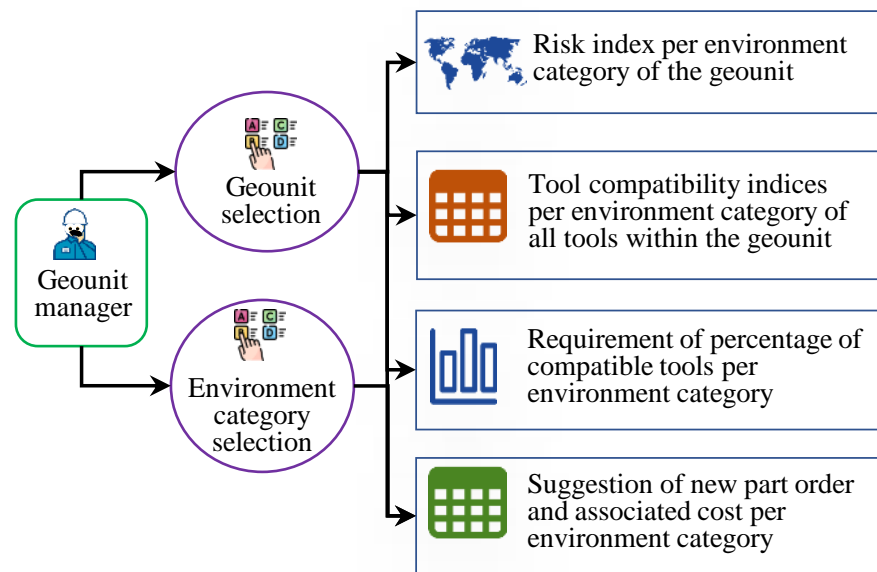 Geounit
manager
A
C
B
D
Geounit
selection
A
C
B
D
Environment
category
selection
Risk index per environment
category of the geounit
Tool compatibility indices
per environment category of
all tools within the geounit
Requirement of percentage of
compatible tools per
environment category
Suggestion of new part order
and associated cost per
environment category